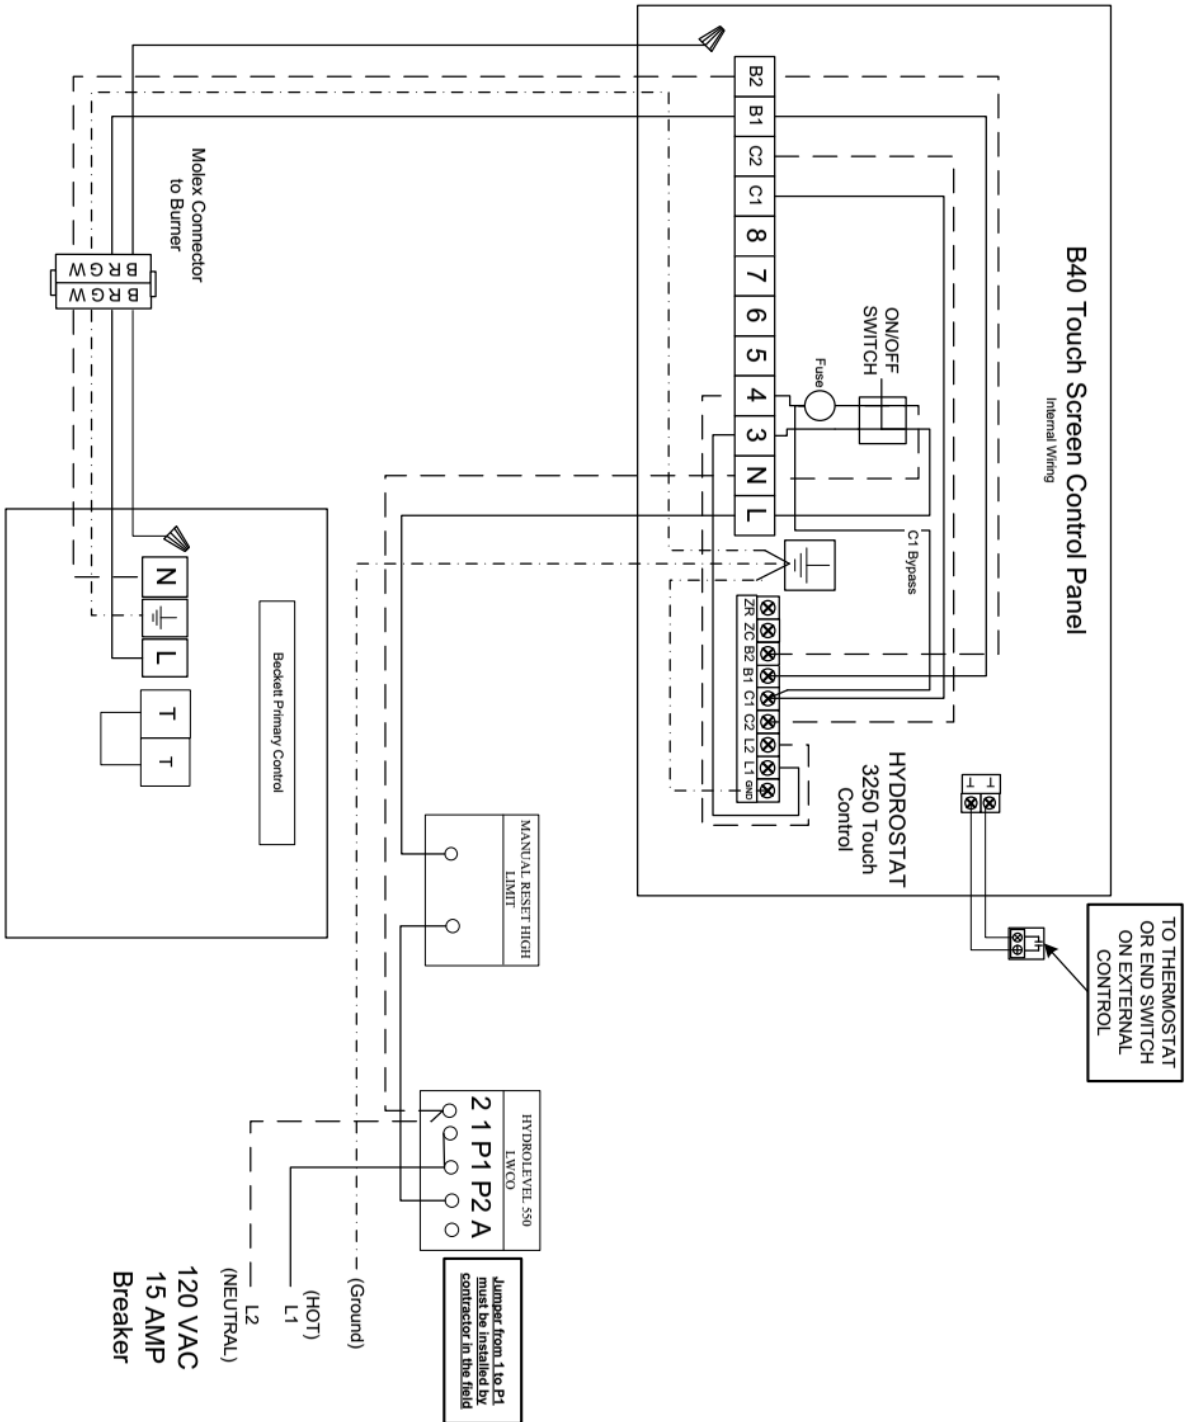 B40 Touch Screen Control Panel
Internal Wiring
B2
B1
C2
C1
8
7
6
5
4
3
N
L
ON/OFF
SWITCH
Fuse
C1 Bypass
ZR
ZC
B2
B1
C1
C2
L2
L1
GND
HYDROSTAT
3250 Touch
Control
T
T
TO THERMOSTAT
OR END SWITCH
ON EXTERNAL
CONTROL
Molex Connector
to Burner
B R G W
B R G W
N
L
T
T
Beckett Primary Control
MANUAL RESET HIGH
LIMIT
HYDROLEVEL 550
LWCO
2 1 P1 P2 A
Jumper from 1 to P1
must be installed by
contractor in the field
(Ground)
(HOT)
L1
L2
(NEUTRAL)
120 VAC
15 AMP
Breaker